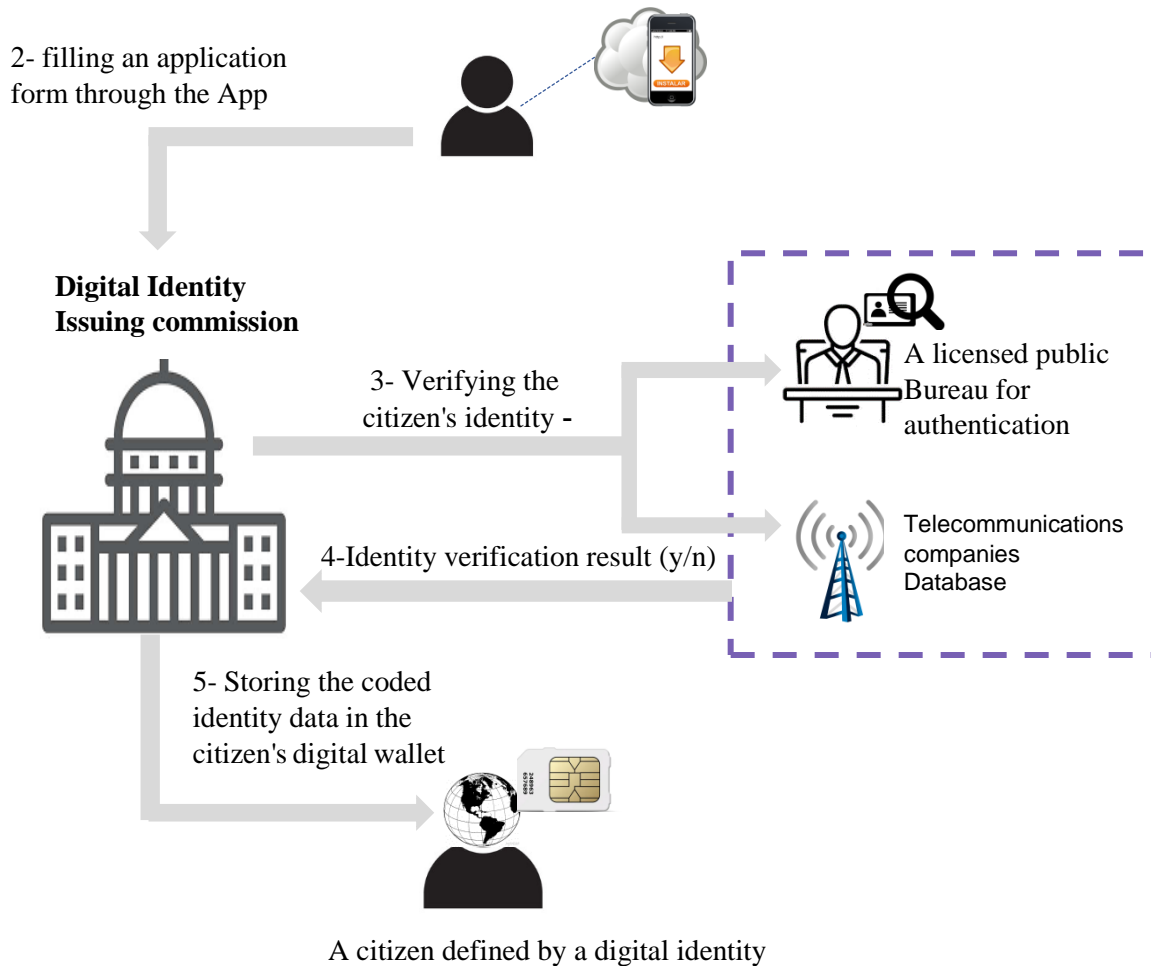 2- filling an application
form through the App
INSTALAR
Digital Identity
Issuing commission
3- Verifying the
citizen's identity -
A licensed public
Bureau for
authentication
4-Identity verification result (y/n)
Telecommunications
companies
Database
5- Storing the coded
identity data in the
citizen's digital wallet
348963
657689
A citizen defined by a digital identity